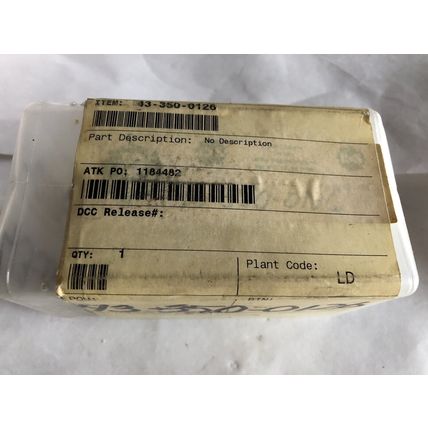 ITEM: 43-350-0126
Part Description: No Description
ATK PO: 1184482
DCC Release#:
QTY: 1
Plant Code:
LD